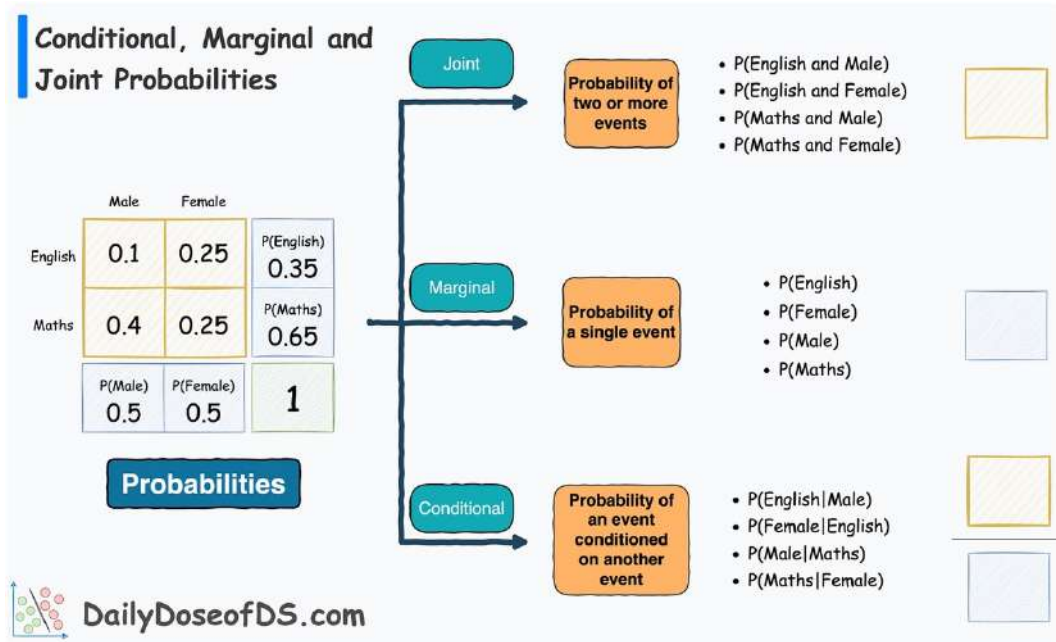 Conditional, Marginal and
Joint Probabilities
Joint
Probability of
two or more
events
• P(English and Male)
• P(English and Female)
• P(Maths and Male)
• P(Maths and Female)
Male Female
English 0.1 0.25 P(English)
0.35
Maths 0.4 0.25 P(Maths)
0.65
P(Male) P(Female)
0.5 0.5 1
Probabilities
Marginal
Probability of
a single event
• P(English)
• P(Female)
• P(Male)
• P(Maths)
Conditional
Probability of
an event
conditioned
on another
event
• P(English|Male)
• P(Female|English)
• P(Male|Maths)
• P(Maths|Female)
DailyDoseofDS.com